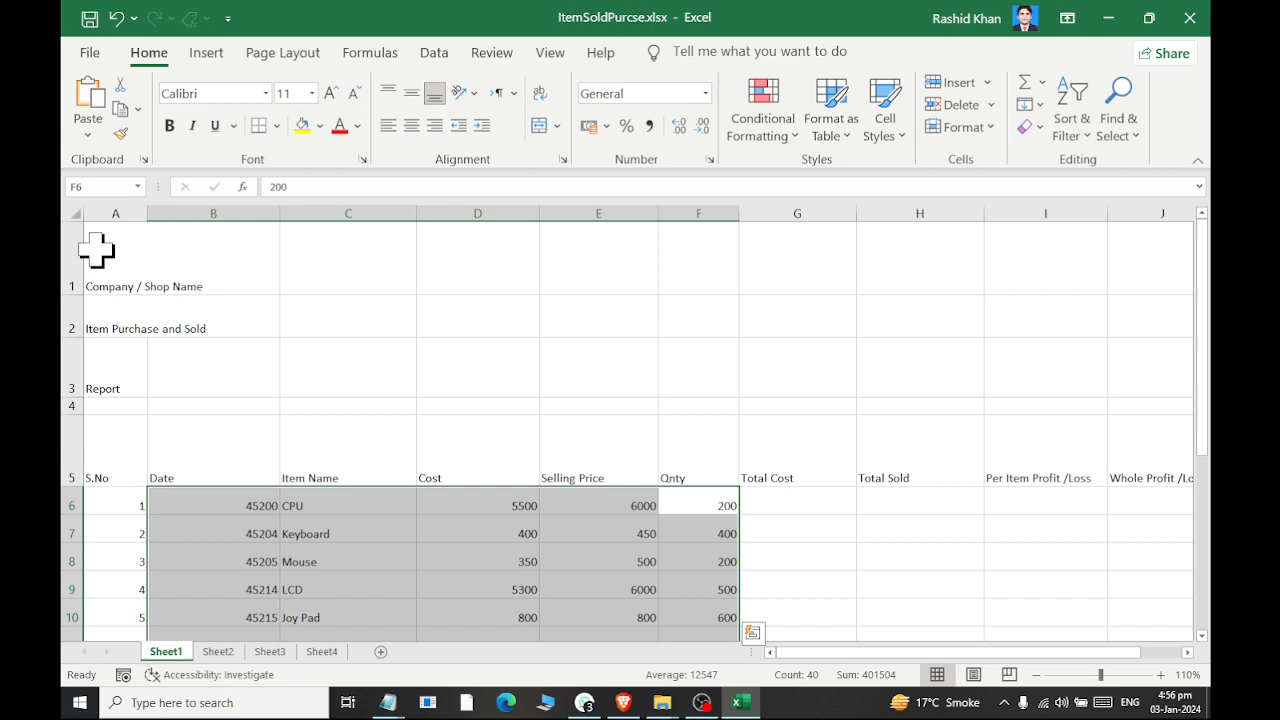 ItemSoldPurcse.xlsx - Excel
Rashid Khan
File Home Insert Page Layout Formulas Data Review View Help Tell me what you want to do Share
Calibri 11
General
Paste
Conditional Formatting
Format as Table
Cell Styles
Insert
Delete
Format
Sort & Filter
Find & Select
Clipboard Font Alignment Number Styles Cells Editing
F6 fx 200
A B C D E F G H I J
1 Company / Shop Name
2 Item Purchase and Sold
3 Report
4
5 S.No Date Item Name Cost Selling Price Qnty Total Cost Total Sold Per Item Profit /Loss Whole Profit /Lo
6 1 45200 CPU 5500 6000 200
7 2 45204 Keyboard 400 450 400
8 3 45205 Mouse 350 500 200
9 4 45214 LCD 5300 6000 500
10 5 45215 Joy Pad 800 800 600
Sheet1 Sheet2 Sheet3 Sheet4
Ready Accessibility: Investigate Average: 12547 Count: 40 Sum: 401504 110%
Type here to search 17°C Smoke ENG 4:56 pm
03-Jan-2024